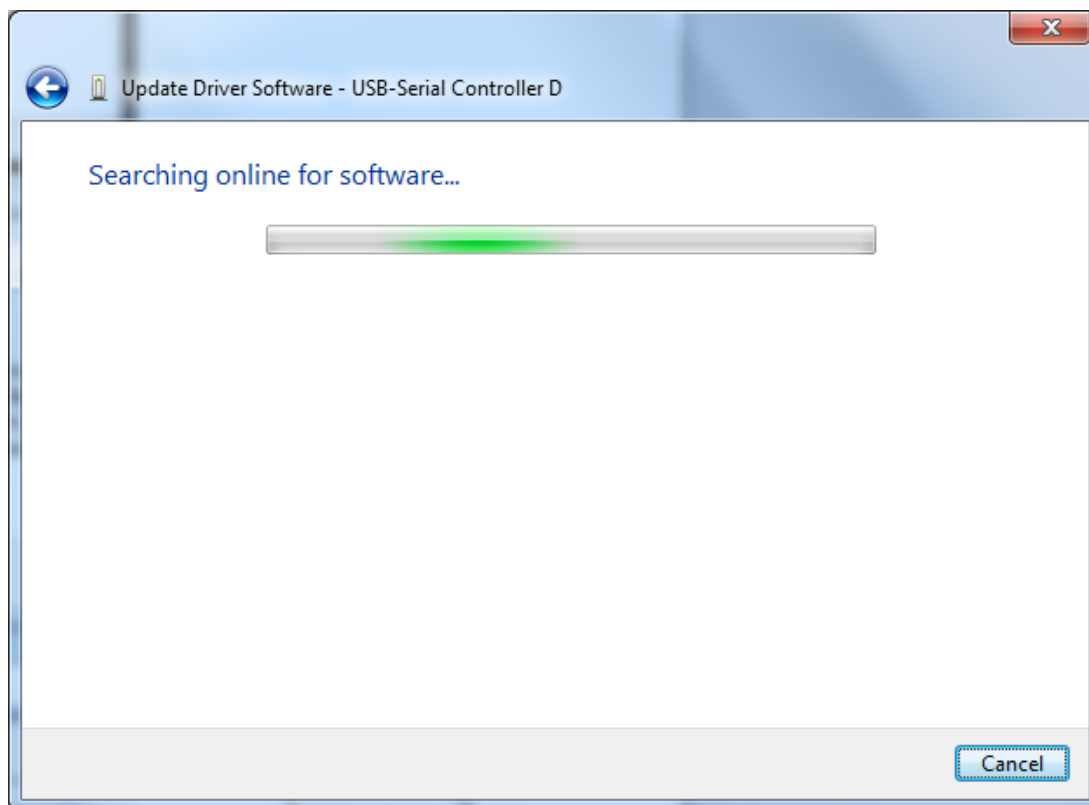 Update Driver Software - USB-Serial Controller D
Searching online for software...
Cancel